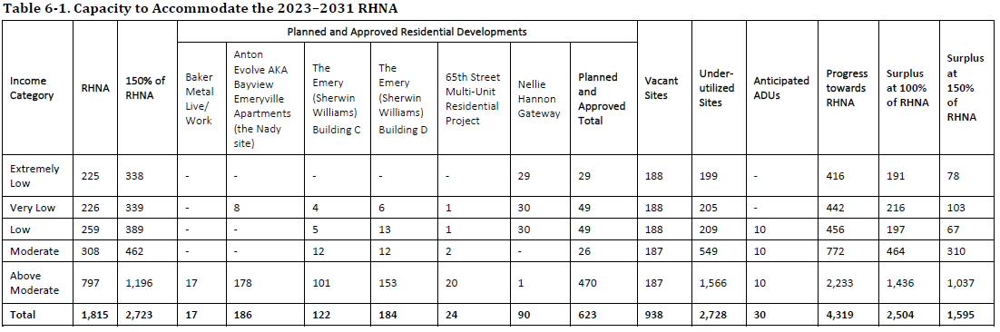 Table 6-1. Capacity to Accommodate the 2023–2031 RHNA
Planned and Approved Residential Developments
Income Category RHNA 150% of RHNA Baker Metal Live/ Work Anton Evolve AKA Bayview Emeryville Apartments (the Nady site) The Emery (Sherwin Williams) Building C The Emery (Sherwin Williams) Building D 65th Street Multi-Unit Residential Project Nellie Hannon Gateway Planned and Approved Total Vacant Sites Under-utilized Sites Anticipated ADUs Progress towards RHNA Surplus at 100% of RHNA Surplus at 150% of RHNA
Extremely Low 225 338 - - - - - 29 29 188 199 - 416 191 78
Very Low 226 339 - 8 4 6 1 30 49 188 205 - 442 216 103
Low 259 389 - - 5 13 1 30 49 188 209 10 456 197 67
Moderate 308 462 - - 12 12 2 - 26 187 549 10 772 464 310
Above Moderate 797 1,196 17 178 101 153 20 1 470 187 1,566 10 2,233 1,436 1,037
Total 1,815 2,723 17 186 122 184 24 90 623 938 2,728 30 4,319 2,504 1,595